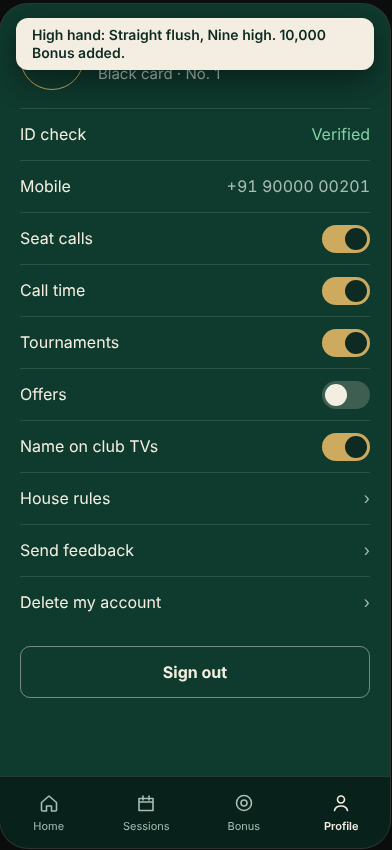 High hand: Straight flush, Nine high. 10,000
Bonus added.
Black card · No. 1
ID check
Verified
Mobile
+91 90000 00201
Seat calls
Call time
Tournaments
Offers
Name on club TVs
House rules
Send feedback
Delete my account
Sign out
Home
Sessions
Bonus
Profile